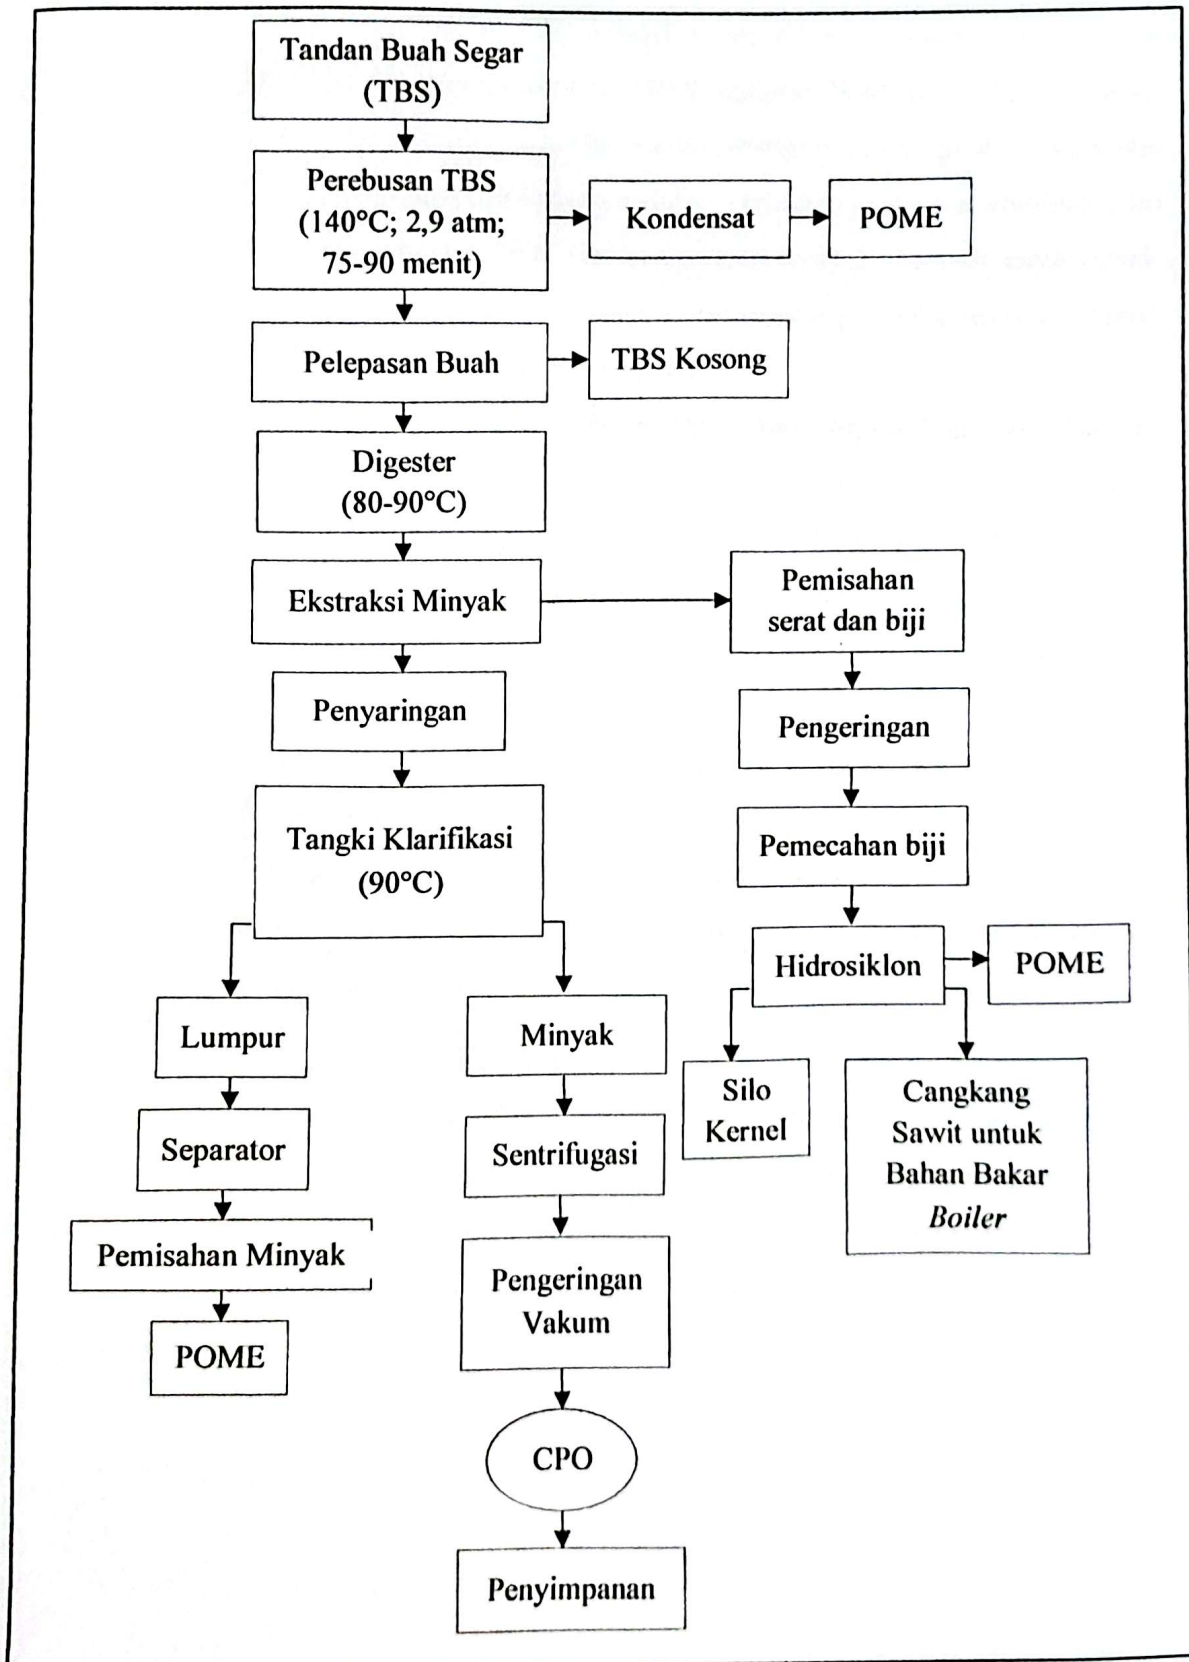 Tandan Buah Segar
(TBS)
Perebusan TBS
(140°C; 2,9 atm;
75-90 menit)
Kondensat
POME
Pelepasan Buah
TBS Kosong
Digester
(80-90°C)
Ekstraksi Minyak
Pemisahan
serat dan biji
Penyaringan
Pengeringan
Tangki Klarifikasi
(90°C)
Pemecahan biji
Hidrosiklon
POME
Lumpur
Minyak
Silo
Kernel
Cangkang
Sawit untuk
Bahan Bakar
Boiler
Separator
Sentrifugasi
Pemisahan Minyak
Pengeringan
Vakum
POME
CPO
Penyimpanan